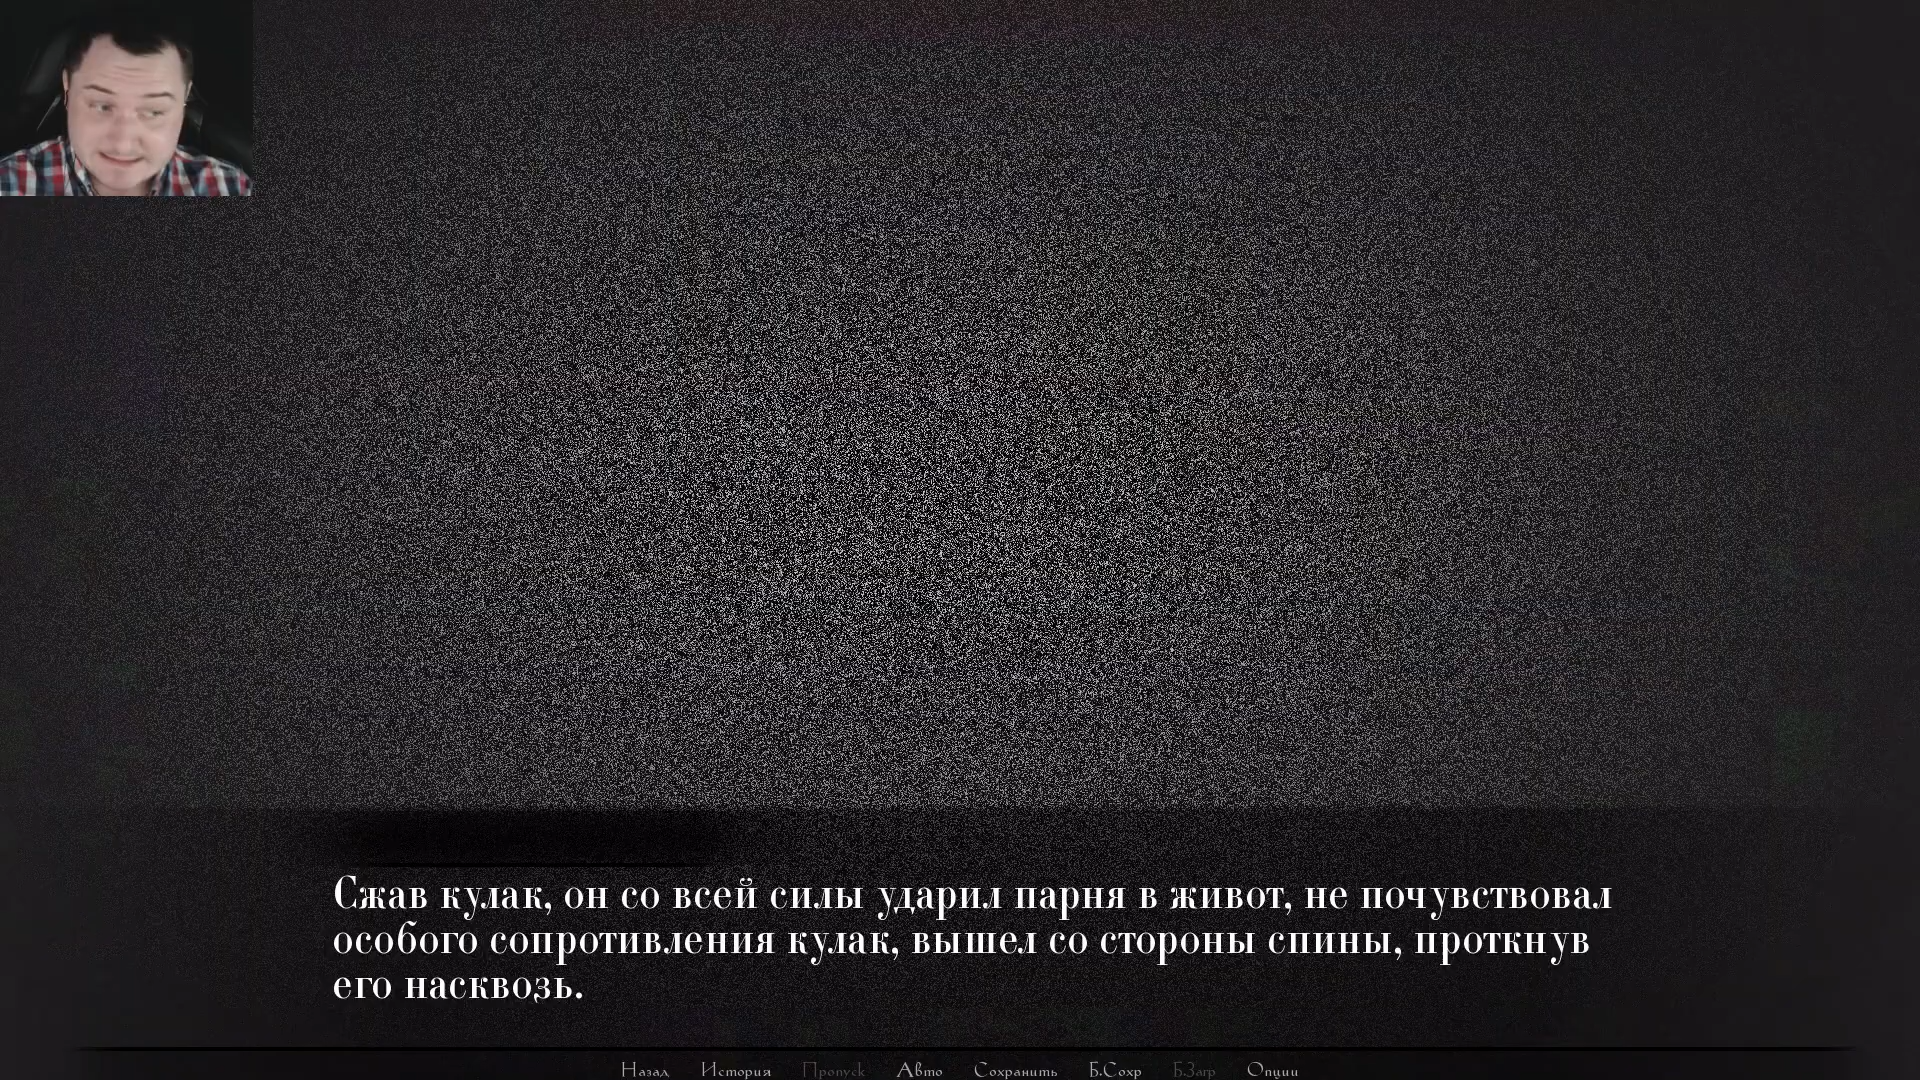 Сжав кулак, он со всей силы ударил парня в живот, не почувствовал
особого сопротивления кулак, вышел со стороны спины, проткнув
его насквозь.
Назад История Пропуск Авто Сохранить Б.Сохр Б.Загр Опции